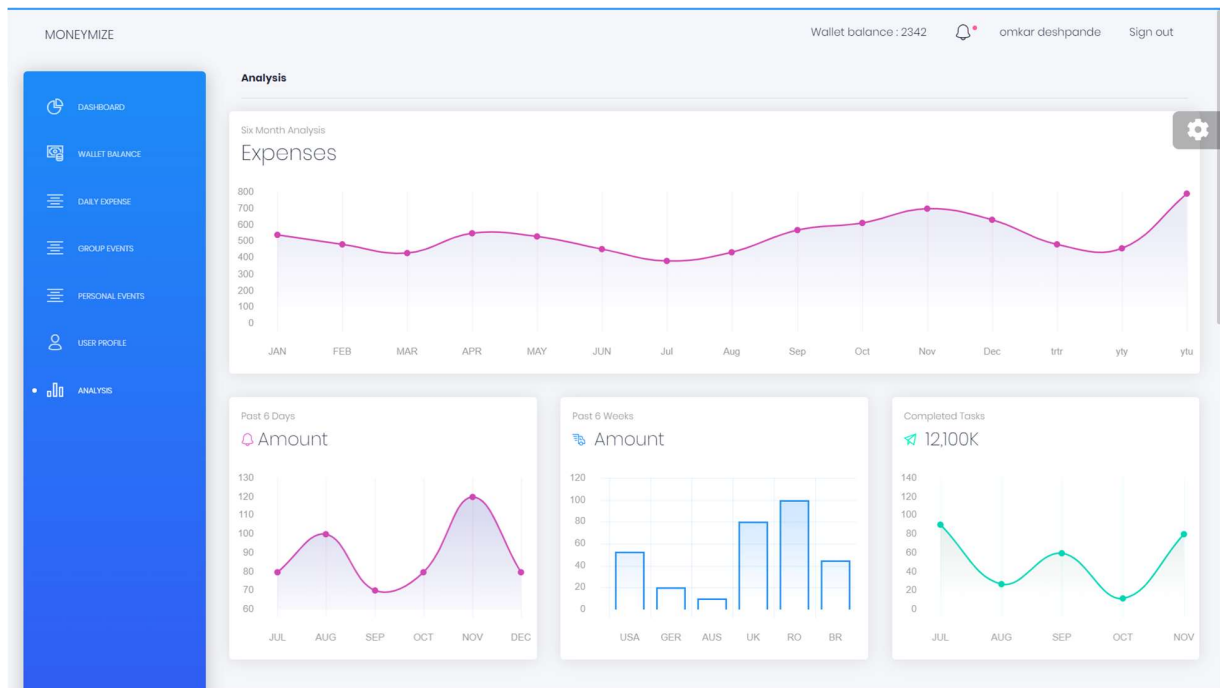 MONEYMIZE
Wallet balance : 2342
omkar deshpande
Sign out
DASHBOARD
WALLET BALANCE
DAILY EXPENSE
GROUP EVENTS
PERSONAL EVENTS
USER PROFILE
ANALYSIS
Analysis
Six Month Analysis
Expenses
800
700
600
500
400
300
200
100
0
JAN FEB MAR APR MAY JUN Jul Aug Sep Oct Nov Dec trtr yty ytu
Past 6 Days
Amount
130
120
110
100
90
80
70
60
JUL AUG SEP OCT NOV DEC
Past 6 Weeks
Amount
120
100
80
60
40
20
0
USA GER AUS UK RO BR
Completed Tasks
12,100K
140
120
100
80
60
40
20
0
JUL AUG SEP OCT NOV